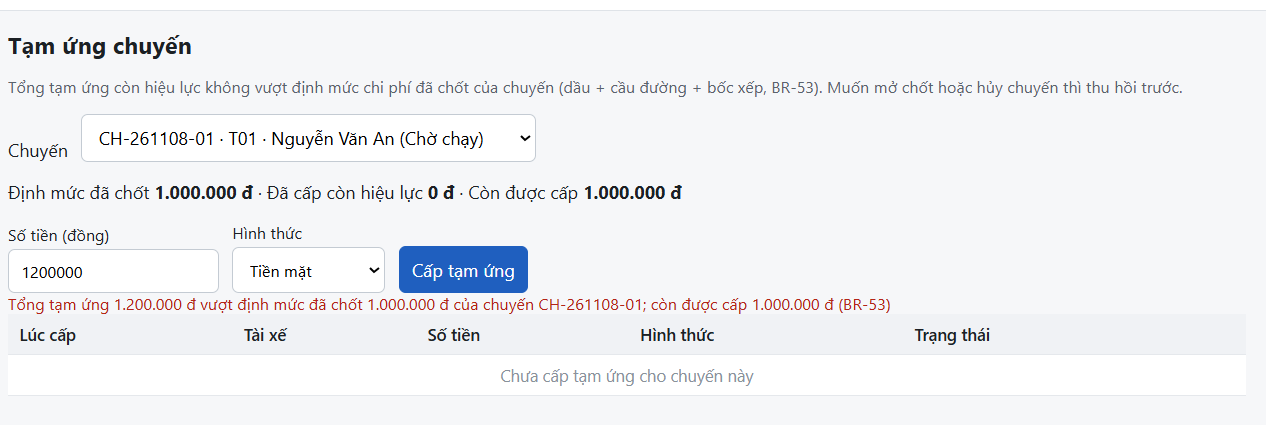 Tạm ứng chuyến
Tổng tạm ứng còn hiệu lực không vượt định mức chi phí đã chốt của chuyến (dầu + cầu đường + bốc xếp, BR-53). Muốn mở chốt hoặc hủy chuyến thì thu hồi trước.
Chuyến CH-261108-01 · T01 · Nguyễn Văn An (Chờ chạy)
Định mức đã chốt 1.000.000 đ · Đã cấp còn hiệu lực 0 đ · Còn được cấp 1.000.000 đ
Số tiền (đồng) Hình thức
1200000 Tiền mặt Cấp tạm ứng
Tổng tạm ứng 1.200.000 đ vượt định mức đã chốt 1.000.000 đ của chuyến CH-261108-01; còn được cấp 1.000.000 đ (BR-53)
Lúc cấp Tài xế Số tiền Hình thức Trạng thái
Chưa cấp tạm ứng cho chuyến này